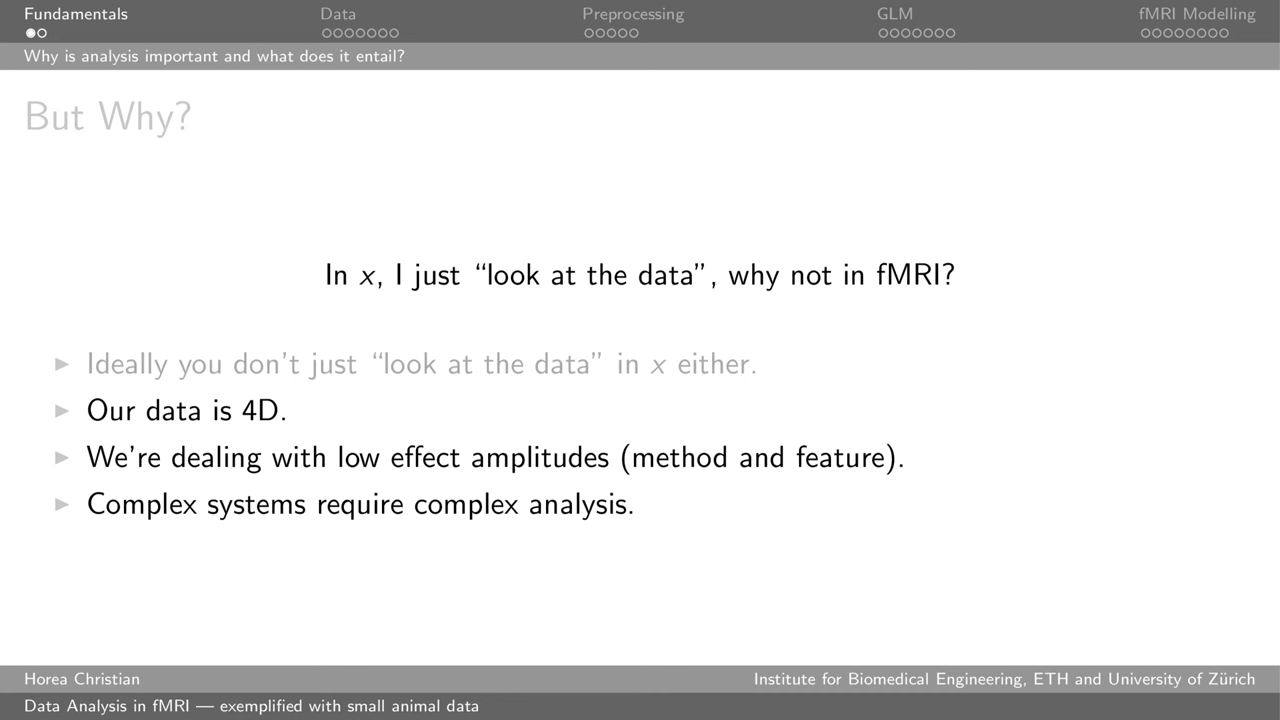 Fundamentals Data Preprocessing GLM fMRI Modelling
Why is analysis important and what does it entail?
But Why?
In x, I just “look at the data”, why not in fMRI?
Ideally you don’t just “look at the data” in x either.
Our data is 4D.
We’re dealing with low effect amplitudes (method and feature).
Complex systems require complex analysis.
Horea Christian Institute for Biomedical Engineering, ETH and University of Zürich
Data Analysis in fMRI — exemplified with small animal data